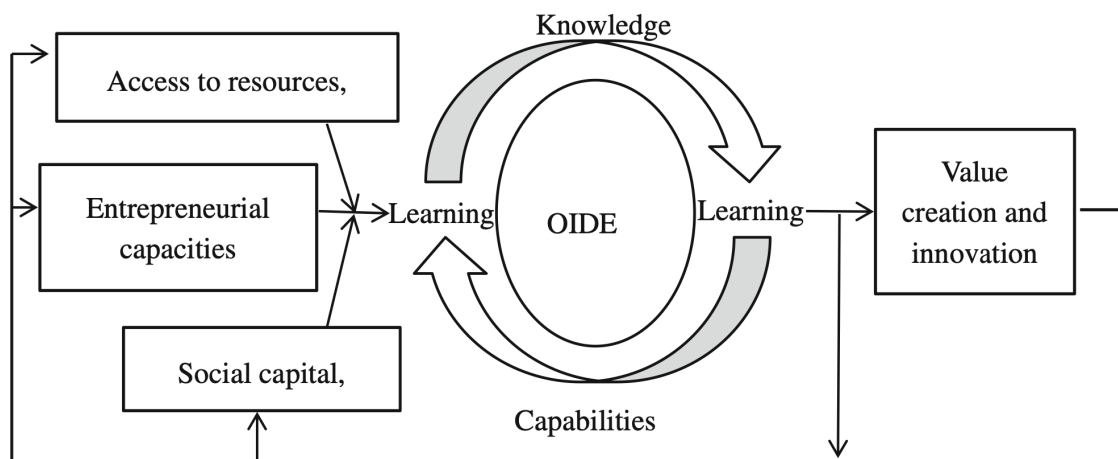 Knowledge
Access to resources,
Entrepreneurial
capacities
Learning
OIDE
Learning
Value
creation and
innovation
Social capital,
Capabilities